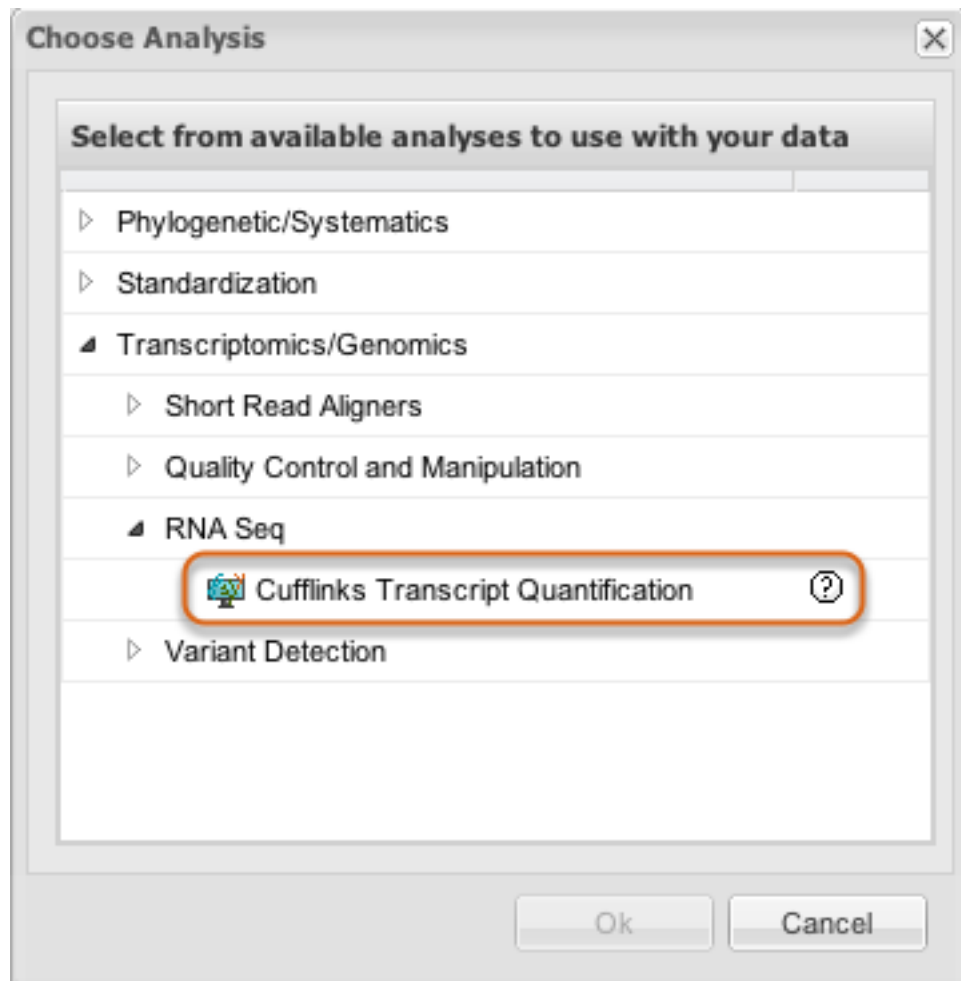 Choose Analysis
Select from available analyses to use with your data
Phylogenetic/Systematics
Standardization
Transcriptomics/Genomics
Short Read Aligners
Quality Control and Manipulation
RNA Seq
Cufflinks Transcript Quantification ?
Variant Detection
Ok Cancel